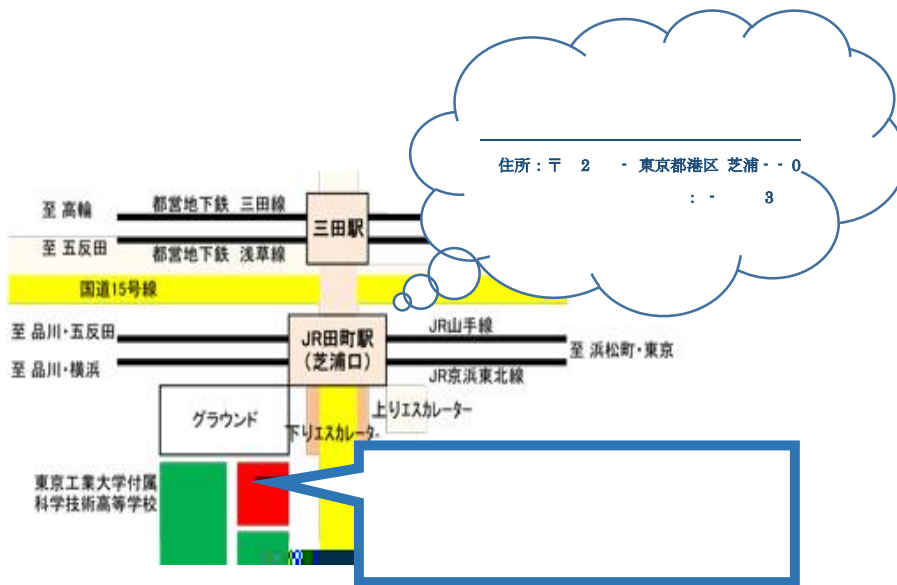 住所：〒 2 - 東京都港区 芝浦 - - 0
: - 3
至 高輪
都営地下鉄 三田線
三田駅
至 五反田
都営地下鉄 浅草線
国道15号線
至 品川・五反田
JR田町駅
(芝浦口)
JR山手線
至 浜松町・東京
至 品川・横浜
JR京浜東北線
グラウンド
上りエスカレーター
下りエスカレーター
東京工業大学付属
科学技術高等学校